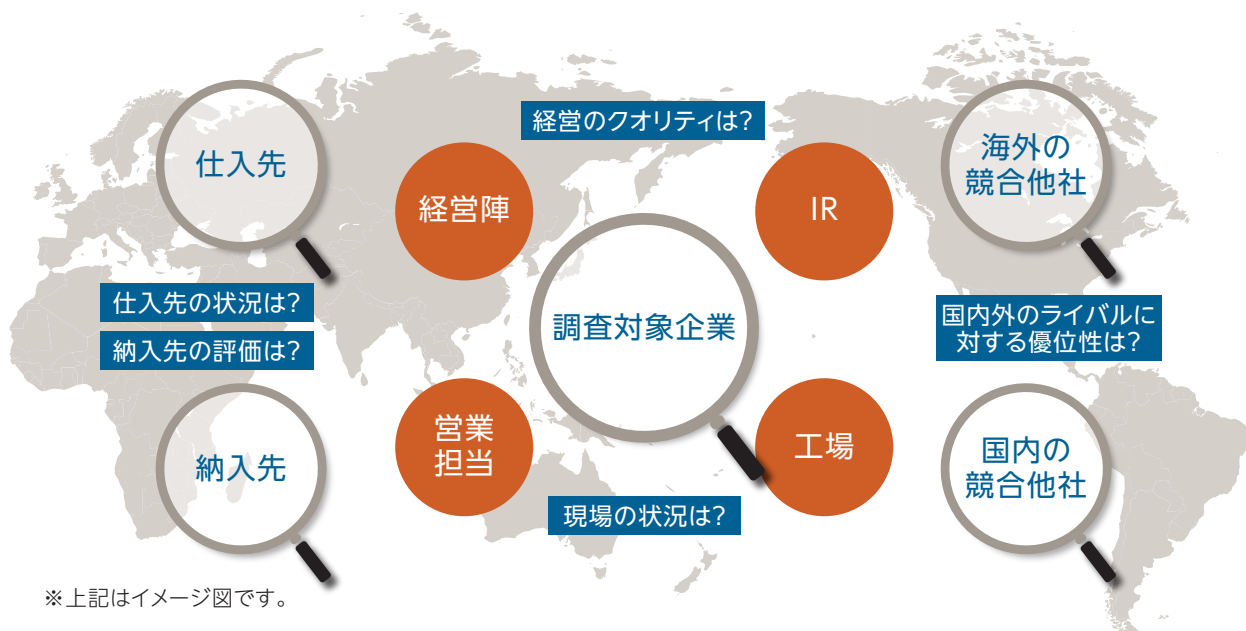 経営のクオリティは?
仕入先
経営陣
IR
海外の
競合他社
仕入先の状況は?
納入先の評価は?
調査対象企業
国内外のライバルに
対する優位性は?
納入先
営業
担当
工場
国内の
競合他社
現場の状況は?
※上記はイメージ図です。